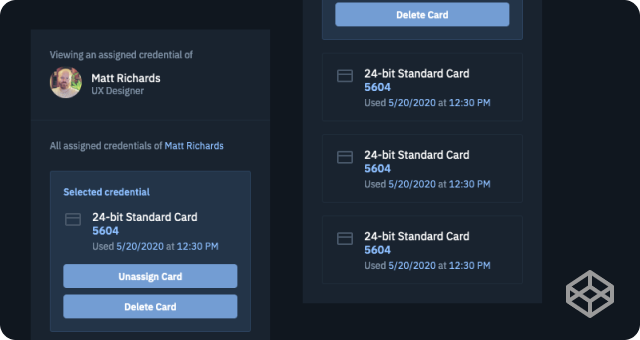 Viewing an assigned credential of
Matt Richards
UX Designer
All assigned credentials of Matt Richards
Selected credential
24-bit Standard Card
5604
Used 5/20/2020 at 12:30 PM
Unassign Card
Delete Card
Delete Card
24-bit Standard Card
5604
Used 5/20/2020 at 12:30 PM
24-bit Standard Card
5604
Used 5/20/2020 at 12:30 PM
24-bit Standard Card
5604
Used 5/20/2020 at 12:30 PM